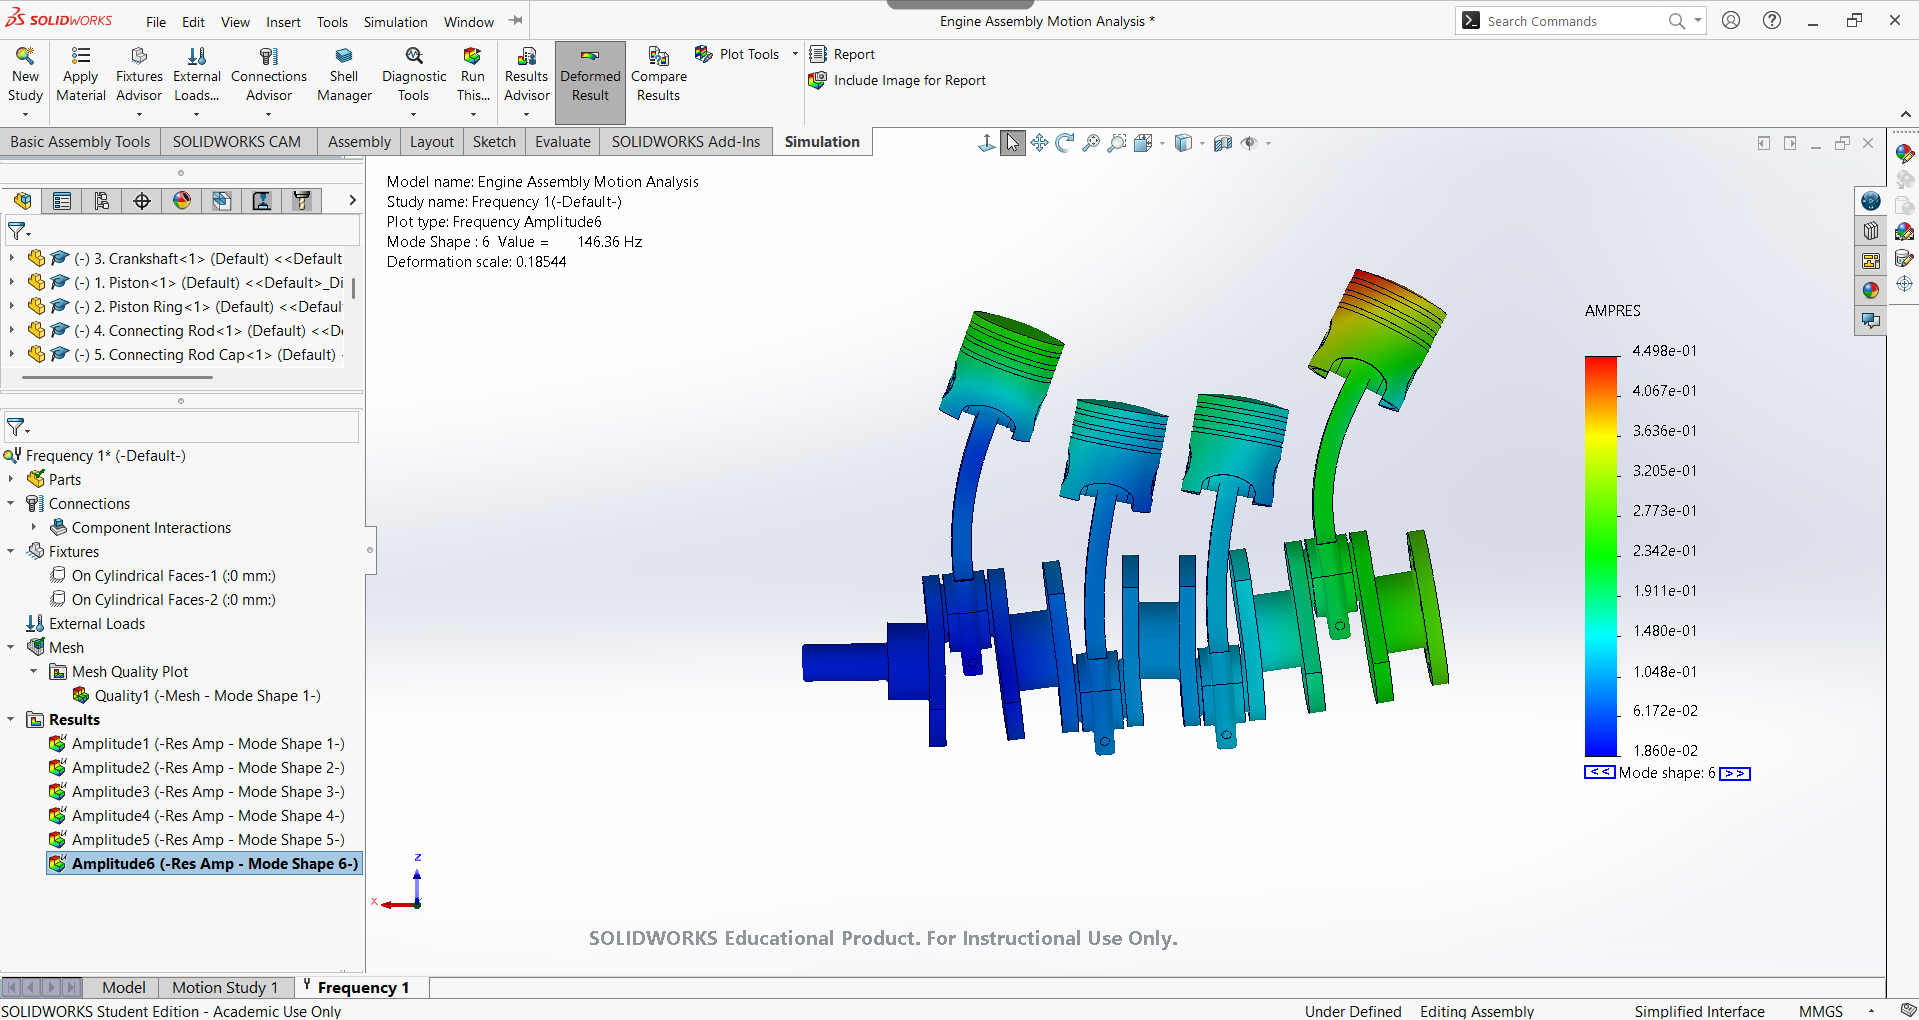 SOLIDWORKS
File Edit View Insert Tools Simulation Window
Engine Assembly Motion Analysis *
Search Commands
New Study
Apply Material
Fixtures Advisor
External Loads...
Connections Advisor
Shell Manager
Diagnostic Tools
Run This...
Results Advisor
Deformed Result
Compare Results
Plot Tools
Report
Include Image for Report
Basic Assembly Tools SOLIDWORKS CAM Assembly Layout Sketch Evaluate SOLIDWORKS Add-Ins Simulation
(-) 3. Crankshaft<1> (Default) <<Default
(-) 1. Piston<1> (Default) <<Default>_Di
(-) 2. Piston Ring<1> (Default) <<Defaul
(-) 4. Connecting Rod<1> (Default) <<D
(-) 5. Connecting Rod Cap<1> (Default)
Frequency 1* (-Default-)
Parts
Connections
Component Interactions
Fixtures
On Cylindrical Faces-1 (:0 mm:)
On Cylindrical Faces-2 (:0 mm:)
External Loads
Mesh
Mesh Quality Plot
Quality1 (-Mesh - Mode Shape 1-)
Results
Amplitude1 (-Res Amp - Mode Shape 1-)
Amplitude2 (-Res Amp - Mode Shape 2-)
Amplitude3 (-Res Amp - Mode Shape 3-)
Amplitude4 (-Res Amp - Mode Shape 4-)
Amplitude5 (-Res Amp - Mode Shape 5-)
Amplitude6 (-Res Amp - Mode Shape 6-)
Model name: Engine Assembly Motion Analysis
Study name: Frequency 1(-Default-)
Plot type: Frequency Amplitude6
Mode Shape : 6 Value = 146.36 Hz
Deformation scale: 0.18544
AMPRES
4.498e-01
4.067e-01
3.636e-01
3.205e-01
2.773e-01
2.342e-01
1.911e-01
1.480e-01
1.048e-01
6.172e-02
1.860e-02
<< Mode shape: 6 >>
z
x
SOLIDWORKS Educational Product. For Instructional Use Only.
Model Motion Study 1 Frequency 1
SOLIDWORKS Student Edition - Academic Use Only
Under Defined Editing Assembly Simplified Interface MMGS